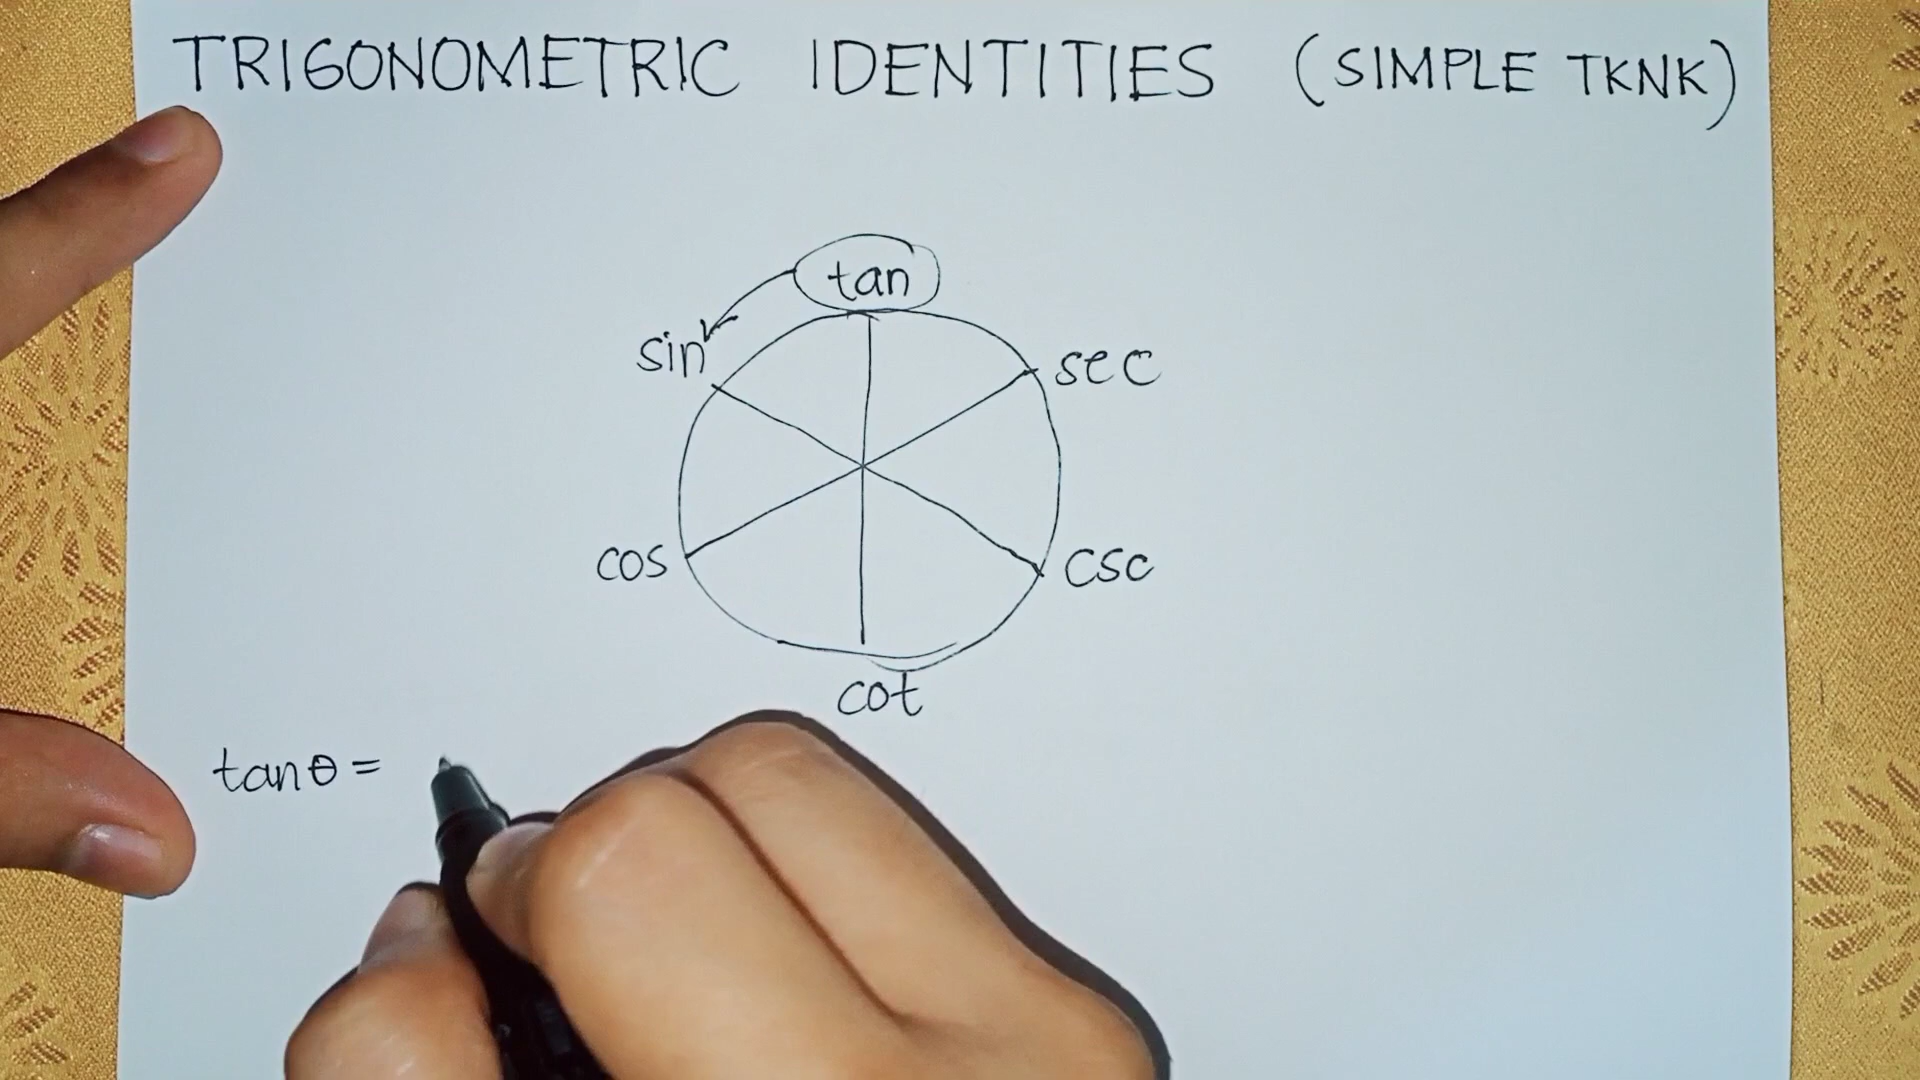 TRIGONOMETRIC IDENTITIES (SIMPLE TKNK)
tan
sin
sec
cos
csc
cot
tanθ =